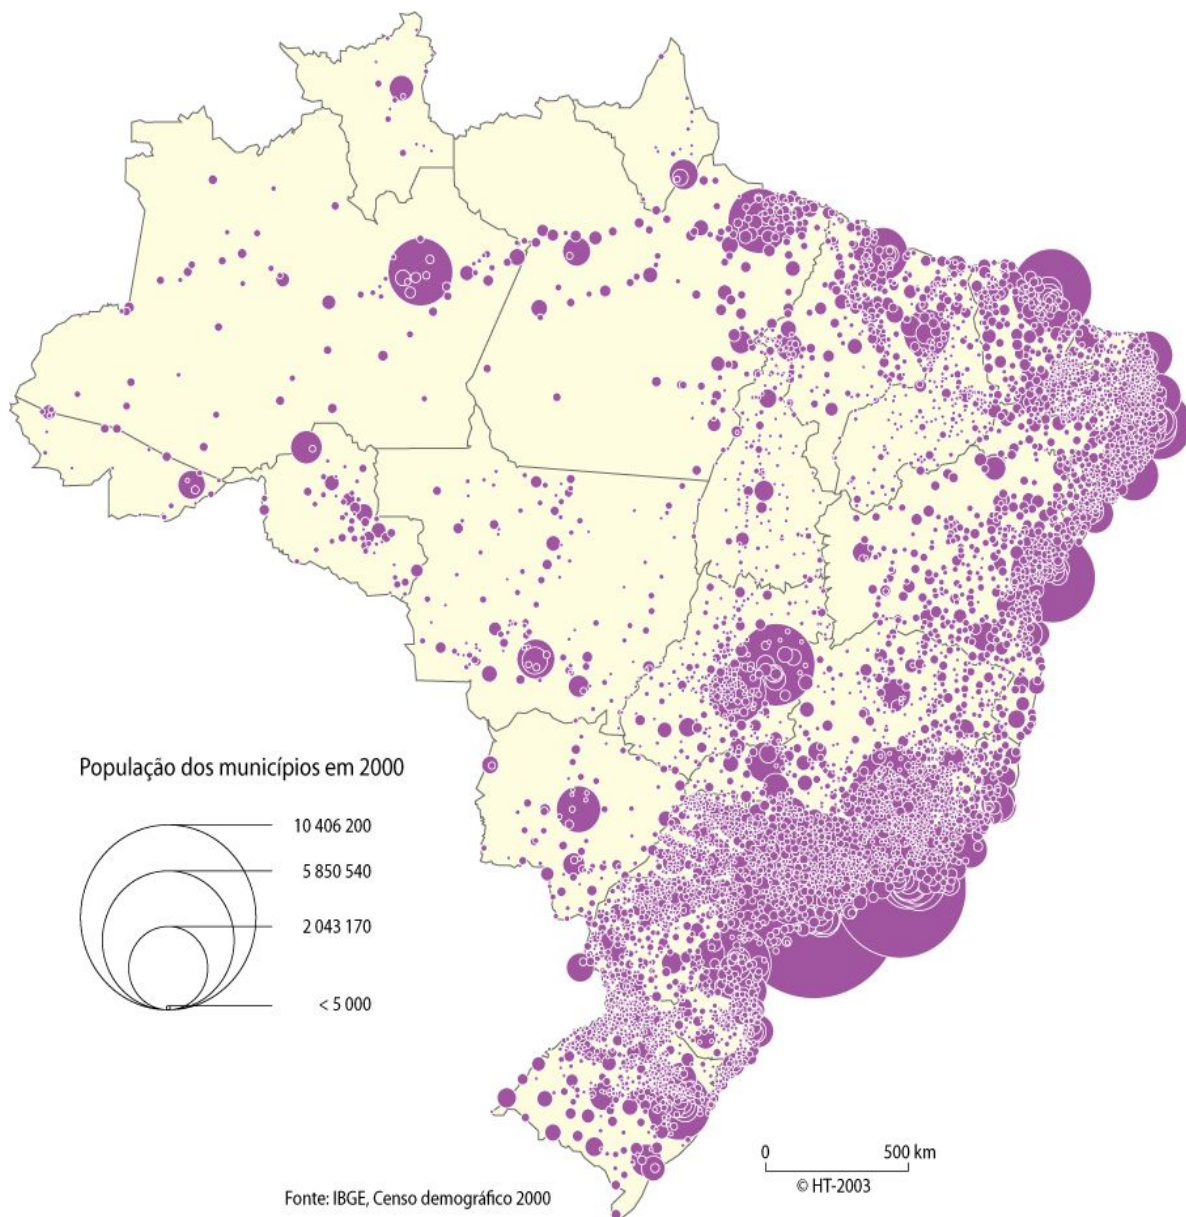 População dos municípios em 2000
10 406 200
5 850 540
2 043 170
< 5 000
0 500 km
© HT-2003
Fonte: IBGE, Censo demográfico 2000